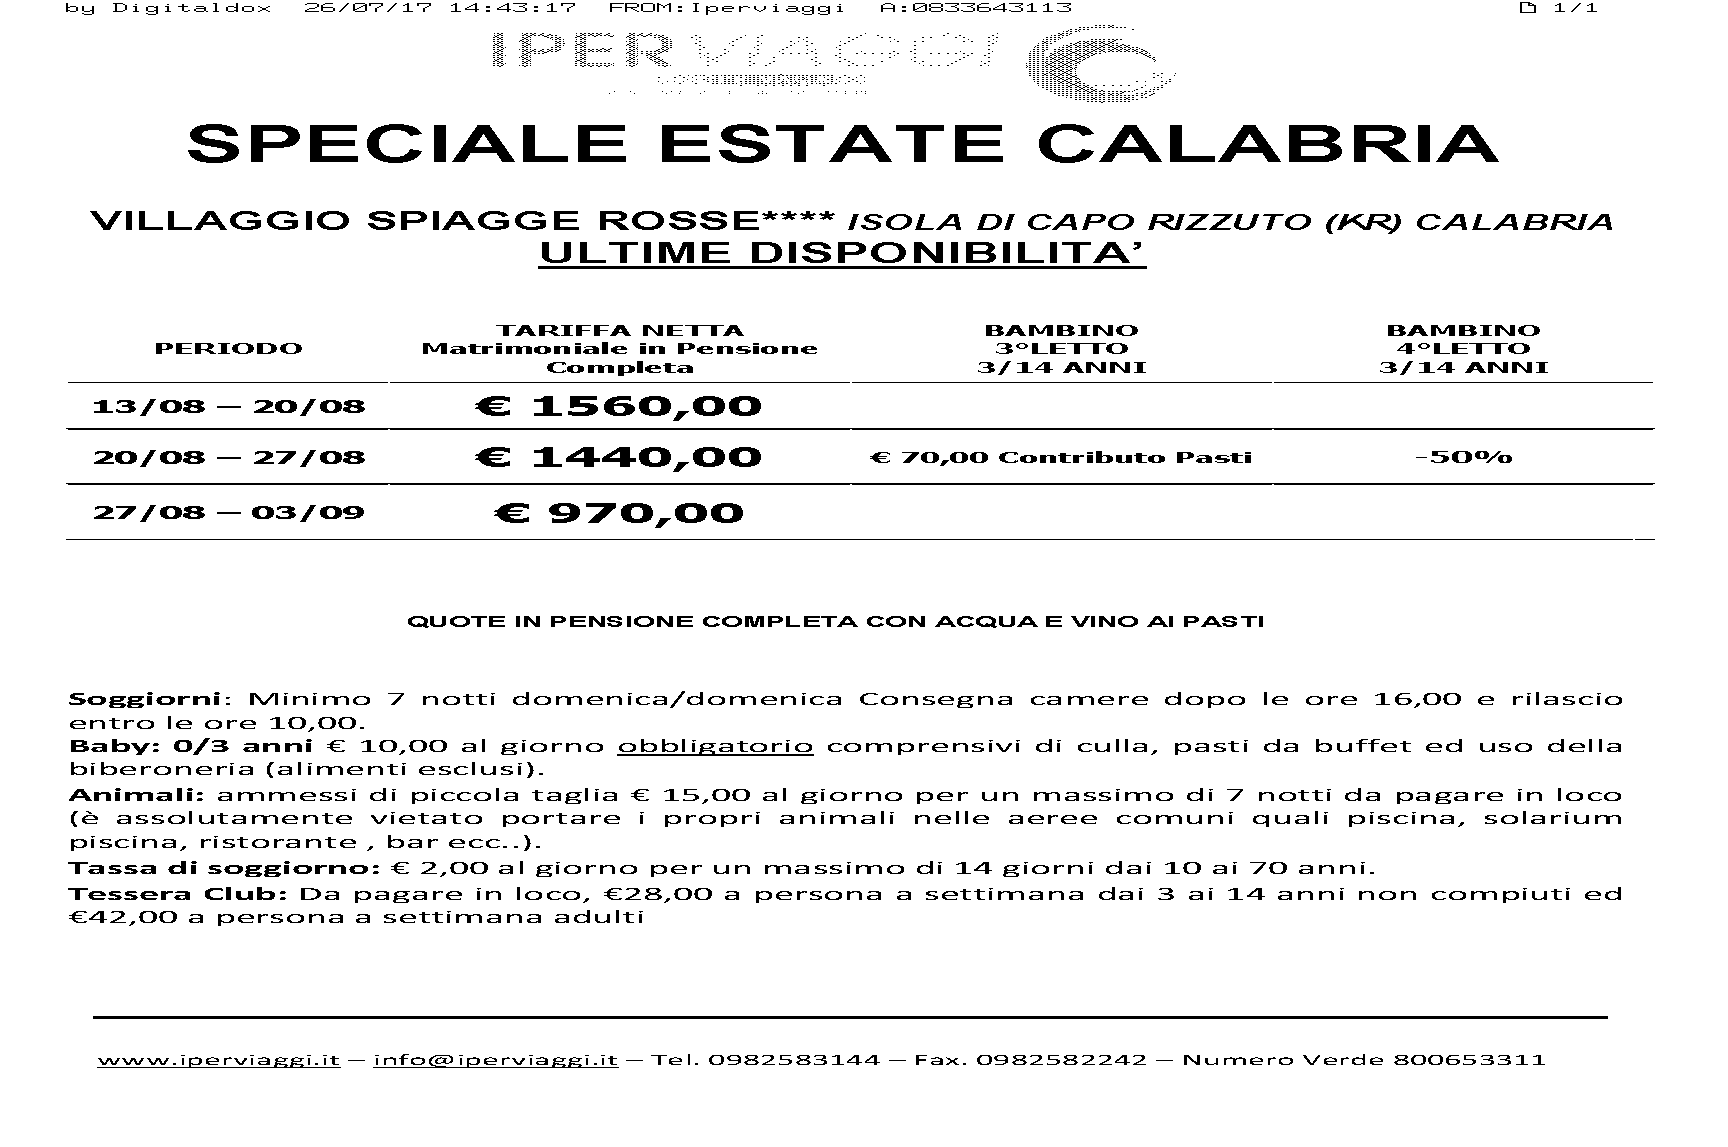 by Digitaldox 26/07/17 14:43:17 FROM:Iperviaggi A:0833643113 1/1
IPERVIAGGI
SPECIALE ESTATE CALABRIA
VILLAGGIO SPIAGGE ROSSE**** ISOLA DI CAPO RIZZUTO (KR) CALABRIA
ULTIME DISPONIBILITA’
PERIODO
TARIFFA NETTA
Matrimoniale in Pensione
Completa
BAMBINO
3°LETTO
3/14 ANNI
BAMBINO
4°LETTO
3/14 ANNI
13/08 – 20/08 € 1560,00
20/08 – 27/08 € 1440,00 € 70,00 Contributo Pasti -50%
27/08 – 03/09 € 970,00
QUOTE IN PENSIONE COMPLETA CON ACQUA E VINO AI PASTI
Soggiorni: Minimo 7 notti domenica/domenica Consegna camere dopo le ore 16,00 e rilascio
entro le ore 10,00.
Baby: 0/3 anni € 10,00 al giorno obbligatorio comprensivi di culla, pasti da buffet ed uso della
biberoneria (alimenti esclusi).
Animali: ammessi di piccola taglia € 15,00 al giorno per un massimo di 7 notti da pagare in loco
(è assolutamente vietato portare i propri animali nelle aeree comuni quali piscina, solarium
piscina, ristorante , bar ecc..).
Tassa di soggiorno: € 2,00 al giorno per un massimo di 14 giorni dai 10 ai 70 anni.
Tessera Club: Da pagare in loco, €28,00 a persona a settimana dai 3 ai 14 anni non compiuti ed
€42,00 a persona a settimana adulti
www.iperviaggi.it – info@iperviaggi.it – Tel. 0982583144 – Fax. 0982582242 – Numero Verde 800653311